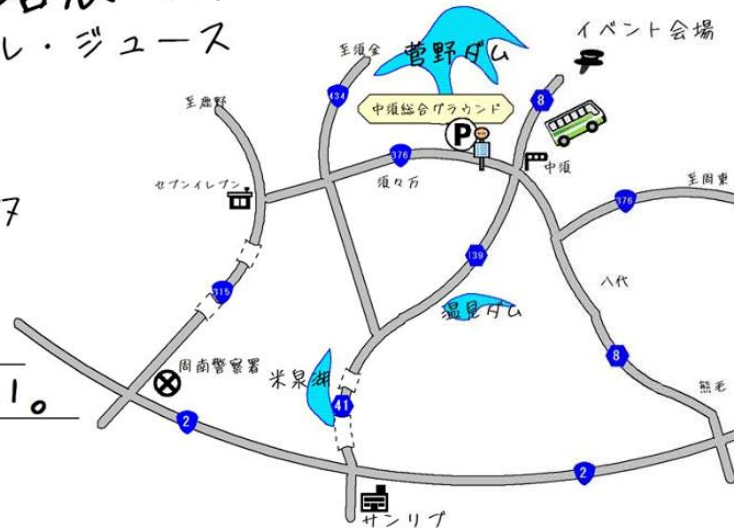 ル・ジュース
イベント会場
至須金
菅野ダム
434
8
至鹿野
中須総合グラウンド
P
376
中須
セブンイレブン
須々万
至周東
376
139
315
八代
温見ダム
8
周南警察署
米泉湖
41
熊毛
。
2
2
サンリブ